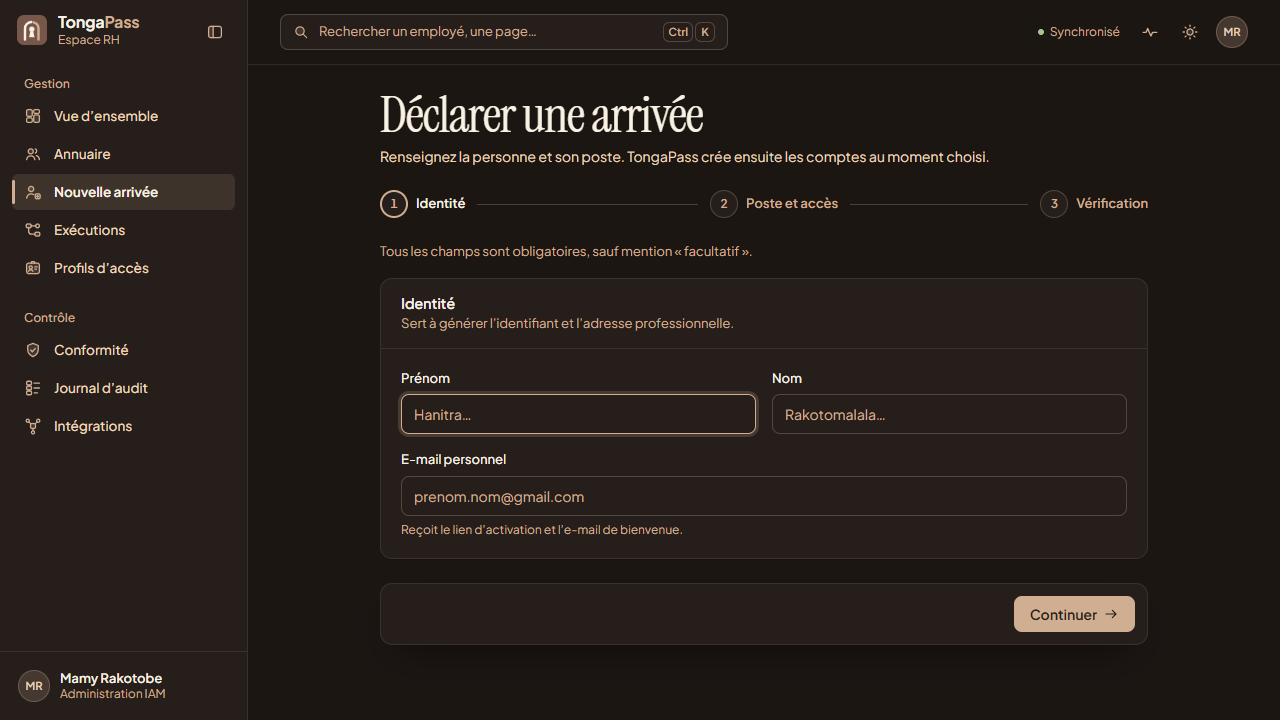 TongaPass
Espace RH
Gestion
Vue d’ensemble
Annuaire
Nouvelle arrivée
Exécutions
Profils d’accès
Contrôle
Conformité
Journal d’audit
Intégrations
MR
Mamy Rakotobe
Administration IAM
Rechercher un employé, une page…
Ctrl K
Synchronisé
MR
Déclarer une arrivée
Renseignez la personne et son poste. TongaPass crée ensuite les comptes au moment choisi.
1 Identité
2 Poste et accès
3 Vérification
Tous les champs sont obligatoires, sauf mention « facultatif ».
Identité
Sert à générer l’identifiant et l’adresse professionnelle.
Prénom
Nom
Hanitra…
Rakotomalala…
E-mail personnel
prenom.nom@gmail.com
Reçoit le lien d’activation et l’e-mail de bienvenue.
Continuer